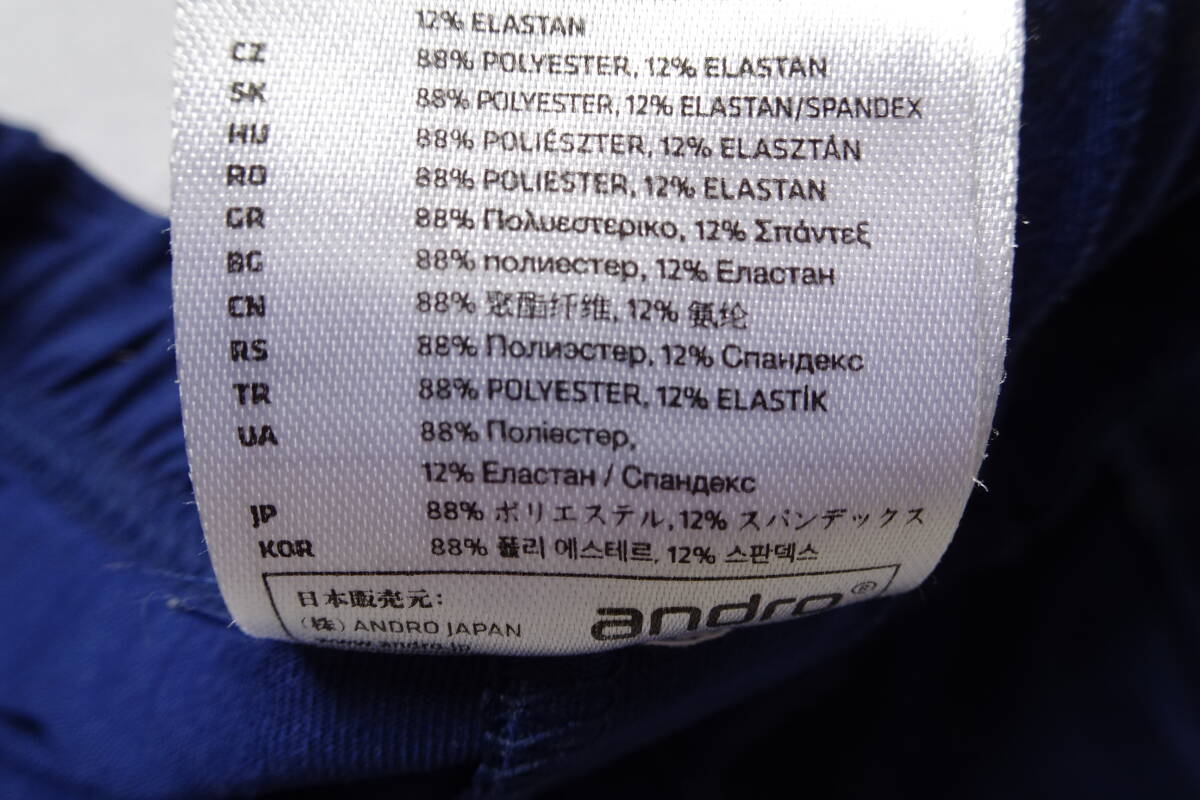 12% ELASTAN
CZ 88% POLYESTER, 12% ELASTAN
SK 88% POLYESTER, 12% ELASTAN/SPANDEX
HU 88% POLIÉSZTER, 12% ELASZTÁN
RO 88% POLIESTER, 12% ELASTAN
GR 88% Πολυεστερικο, 12% Σπάντεξ
BG 88% полиестер, 12% Еластан
CN 88% 聚酯纤维, 12% 氨纶
RS 88% Полиэстер, 12% Спандекс
TR 88% POLYESTER, 12% ELASTİK
UA 88% Поліестер,
12% Еластан / Спандекс
JP 88% ポリエステル, 12% スパンデックス
KOR 88% 폴리 에스테르, 12% 스판덱스
日本販売元:
(株) ANDRO JAPAN
www.andro.jp
andro®